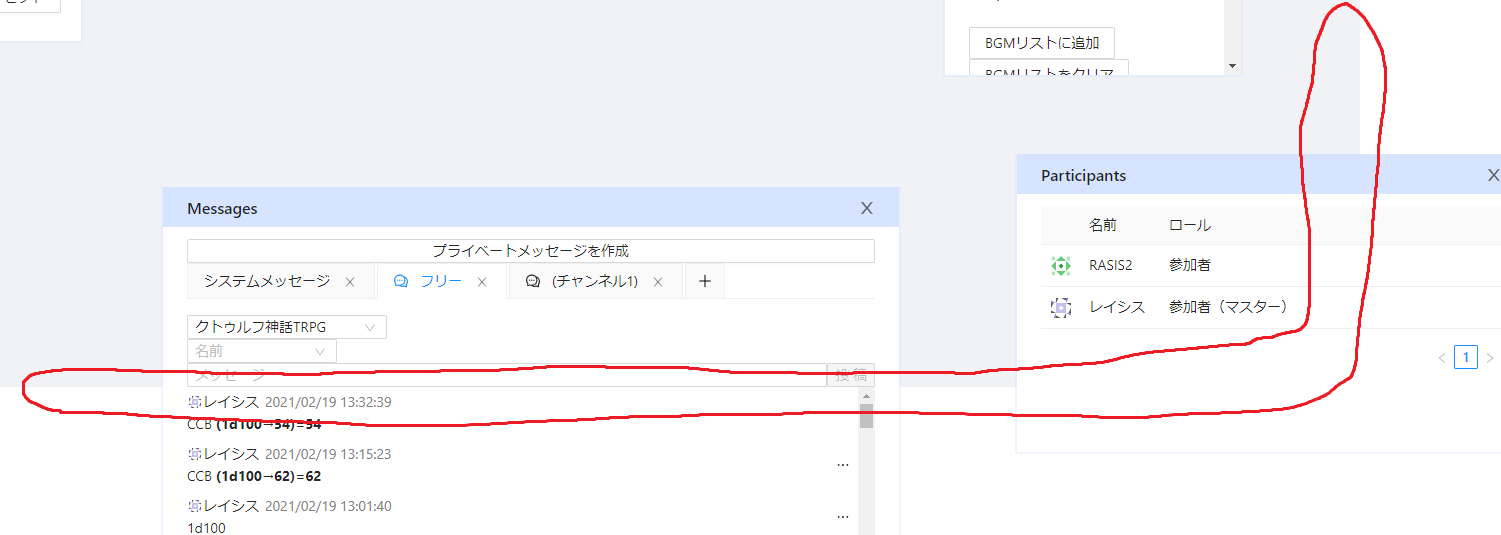 BGMリストに追加
BGMリストをクリア
Participants X
名前 ロール
RASIS2 参加者
レイシス 参加者（マスター）
< 1 >
Messages X
プライベートメッセージを作成
システムメッセージ × フリー × (チャンネル1) × +
クトゥルフ神話TRPG
名前
メッセージ 投稿
レイシス 2021/02/19 13:32:39
CCB (1d100→54)=54
レイシス 2021/02/19 13:15:23
CCB (1d100→62)=62
...
レイシス 2021/02/19 13:01:40
1d100
...